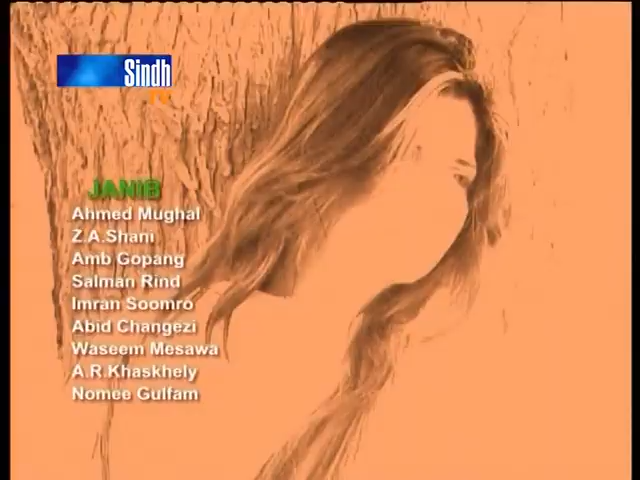 Sindh
TV
JANIB
Ahmed Mughal
Z.A.Shani
Amb Gopang
Salman Rind
Imran Soomro
Abid Changezi
Waseem Mesawa
A.R.Khaskhely
Nomee Gulfam